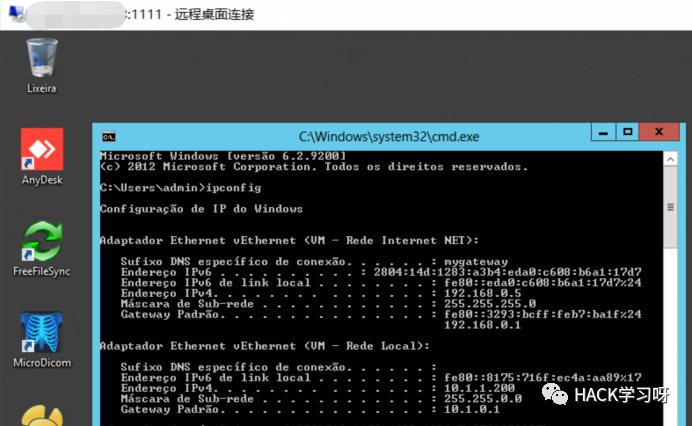 :1111 - 远程桌面连接
Lixeira
AnyDesk
FreeFileSync
MicroDicom
C:\Windows\system32\cmd.exe
Microsoft Windows [versão 6.2.9200]
(c) 2012 Microsoft Corporation. Todos os direitos reservados.
C:\Users\admin>ipconfig
Configuração de IP do Windows
Adaptador Ethernet vEthernet (VM - Rede Internet NET):
Sufixo DNS específico de conexão. . . . . . : mygateway
Endereço IPv6 . . . . . . . . . . : 2804:14d:1283:a3b4:eda0:c608:b6a1:17d7
Endereço IPv6 de link local . . . . . . . . : fe80::eda0:c608:b6a1:17d7%24
Endereço IPv4. . . . . . . . . . . . . . . : 192.168.0.5
Máscara de Sub-rede . . . . . . . . . . . . : 255.255.255.0
Gateway Padrão. . . . . . . . . . . . . . . : fe80::3293:bcff:feb7:ba1f%24
192.168.0.1
Adaptador Ethernet vEthernet (VM - Rede Local):
Sufixo DNS específico de conexão. . . . . . :
Endereço IPv6 de link local . . . . . . . . : fe80::8175:716f:ec4a:aa89%17
Endereço IPv4. . . . . . . . . . . . . . . : 10.1.1.200
Máscara de Sub-rede . . . . . . . . . . . . : 255.255.0.0
Gateway Padrão. . . . . . . . . . . . . . . : 10.1.0.1
HACK学习呀